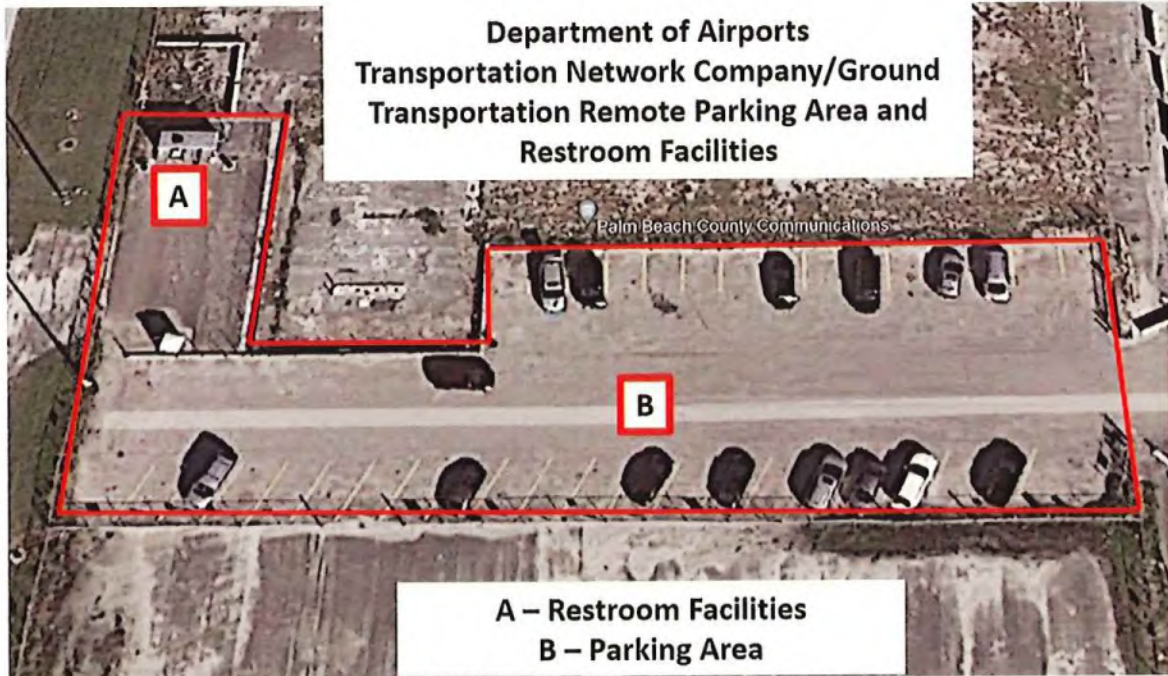 Department of Airports
Transportation Network Company/Ground
Transportation Remote Parking Area and
Restroom Facilities
A
Palm Beach County Communications
B
A – Restroom Facilities
B – Parking Area